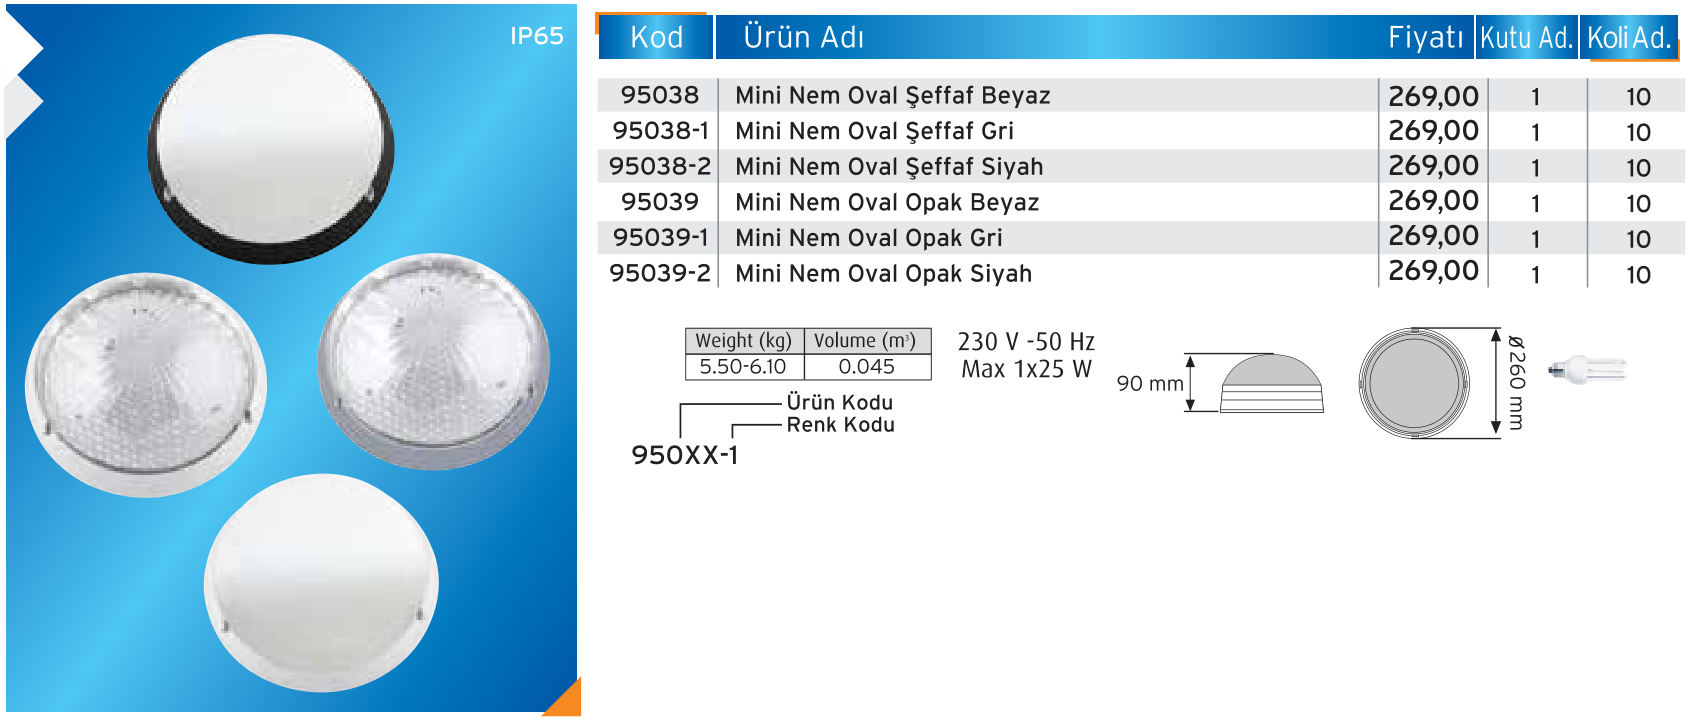 IP65
Kod Ürün Adı Fiyatı Kutu Ad. Koli Ad.
95038 Mini Nem Oval Şeffaf Beyaz 269,00 1 10
95038-1 Mini Nem Oval Şeffaf Gri 269,00 1 10
95038-2 Mini Nem Oval Şeffaf Siyah 269,00 1 10
95039 Mini Nem Oval Opak Beyaz 269,00 1 10
95039-1 Mini Nem Oval Opak Gri 269,00 1 10
95039-2 Mini Nem Oval Opak Siyah 269,00 1 10
Weight (kg) Volume (m³)
5.50-6.10 0.045
230 V -50 Hz
Max 1x25 W
90 mm
Ø260 mm
Ürün Kodu
Renk Kodu
950XX-1